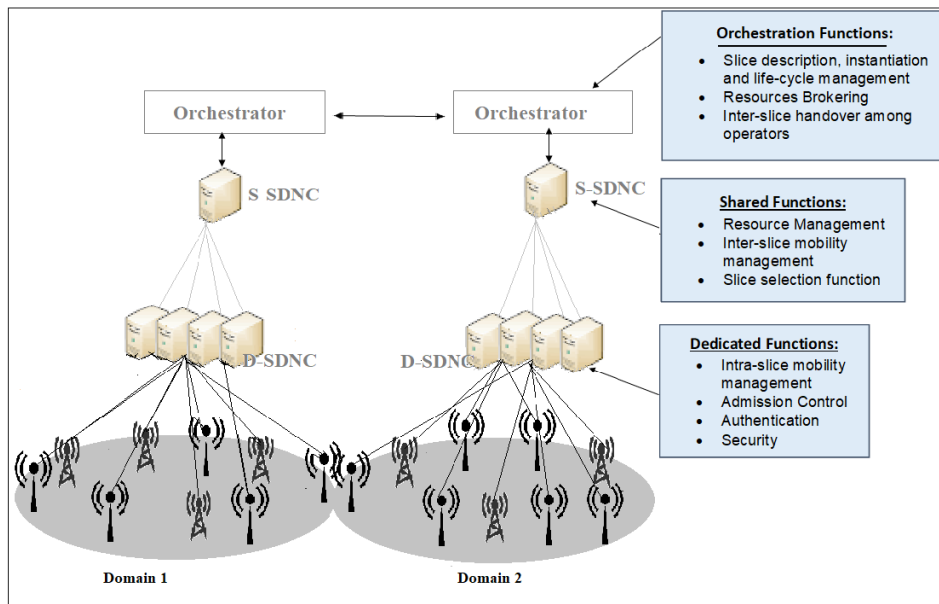 Orchestration Functions:
• Slice description, instantiation
and life-cycle management
• Resources Brokering
• Inter-slice handover among
operators
Orchestrator
Orchestrator
S-SDNC
S-SDNC
Shared Functions:
• Resource Management
• Inter-slice mobility
management
• Slice selection function
D-SDNC
D-SDNC
Dedicated Functions:
• Intra-slice mobility
management
• Admission Control
• Authentication
• Security
Domain 1
Domain 2